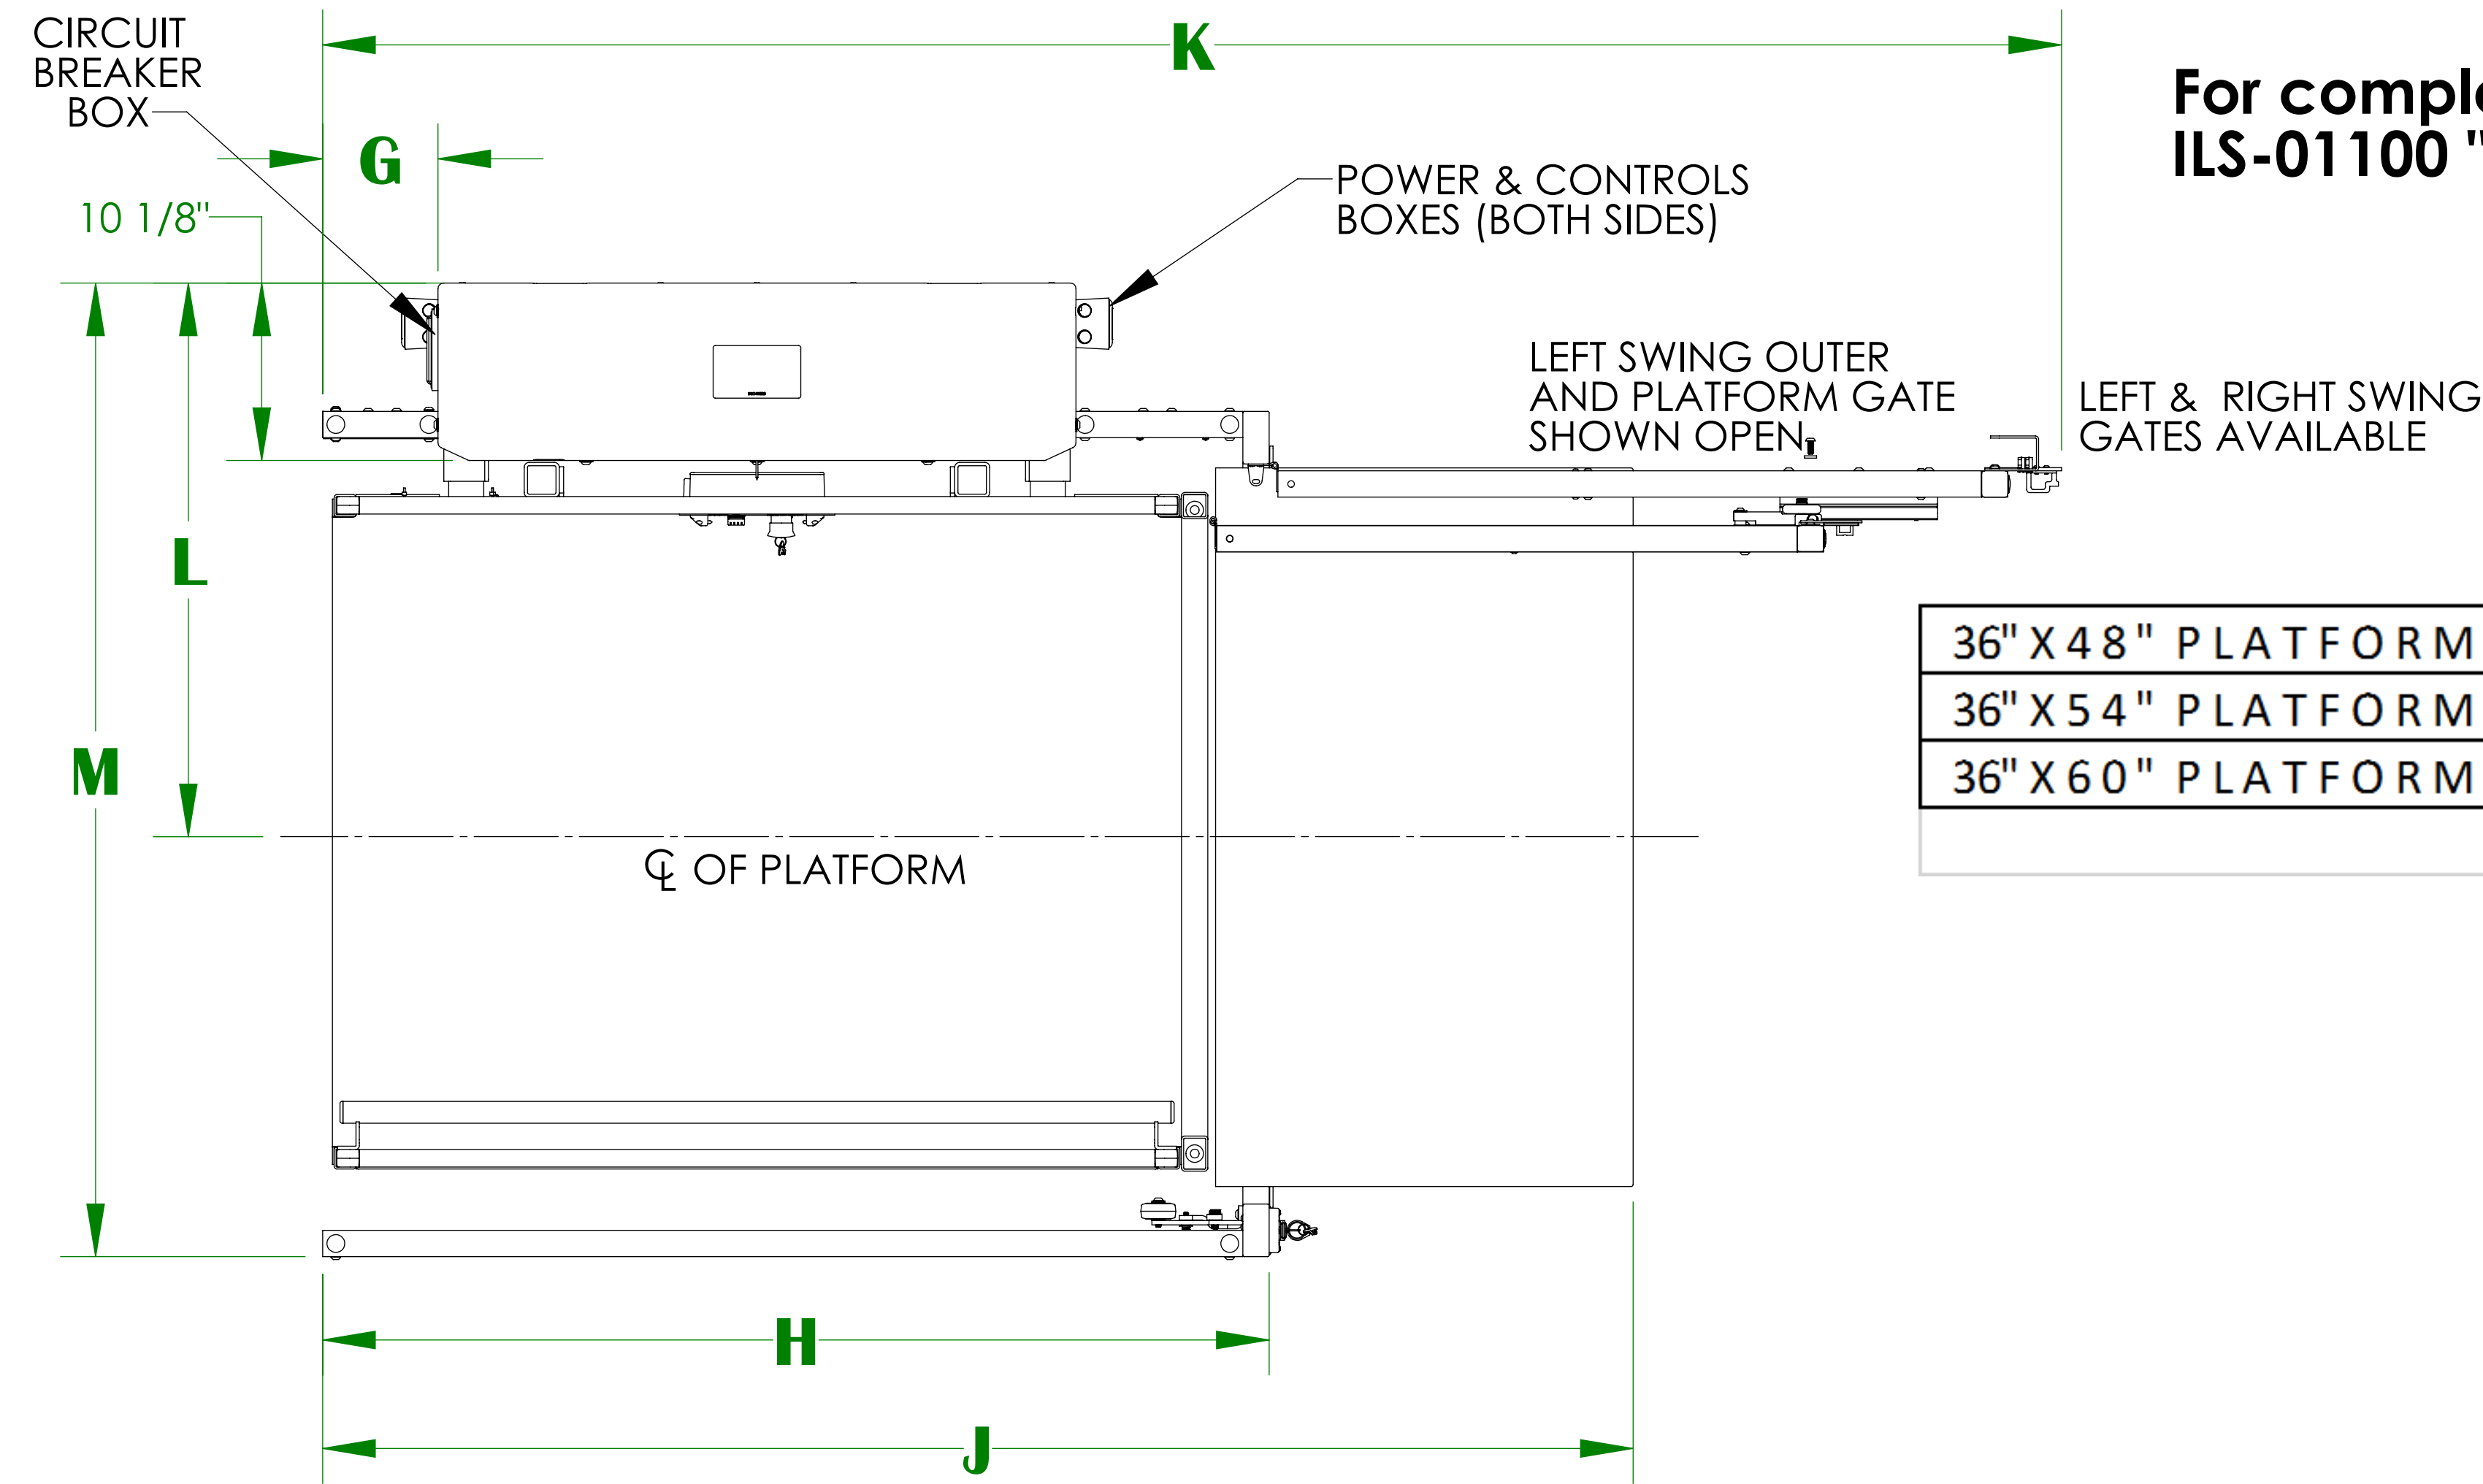 CIRCUIT
BREAKER
BOX
K
For compl
ILS-01100 "
G
10 1/8"
POWER & CONTROLS
BOXES (BOTH SIDES)
LEFT SWING OUTER
AND PLATFORM GATE
SHOWN OPEN
LEFT & RIGHT SWING
GATES AVAILABLE
L
M
36" X 48" PLATFORM
36" X 54" PLATFORM
36" X 60" PLATFORM
℄ OF PLATFORM
H
J